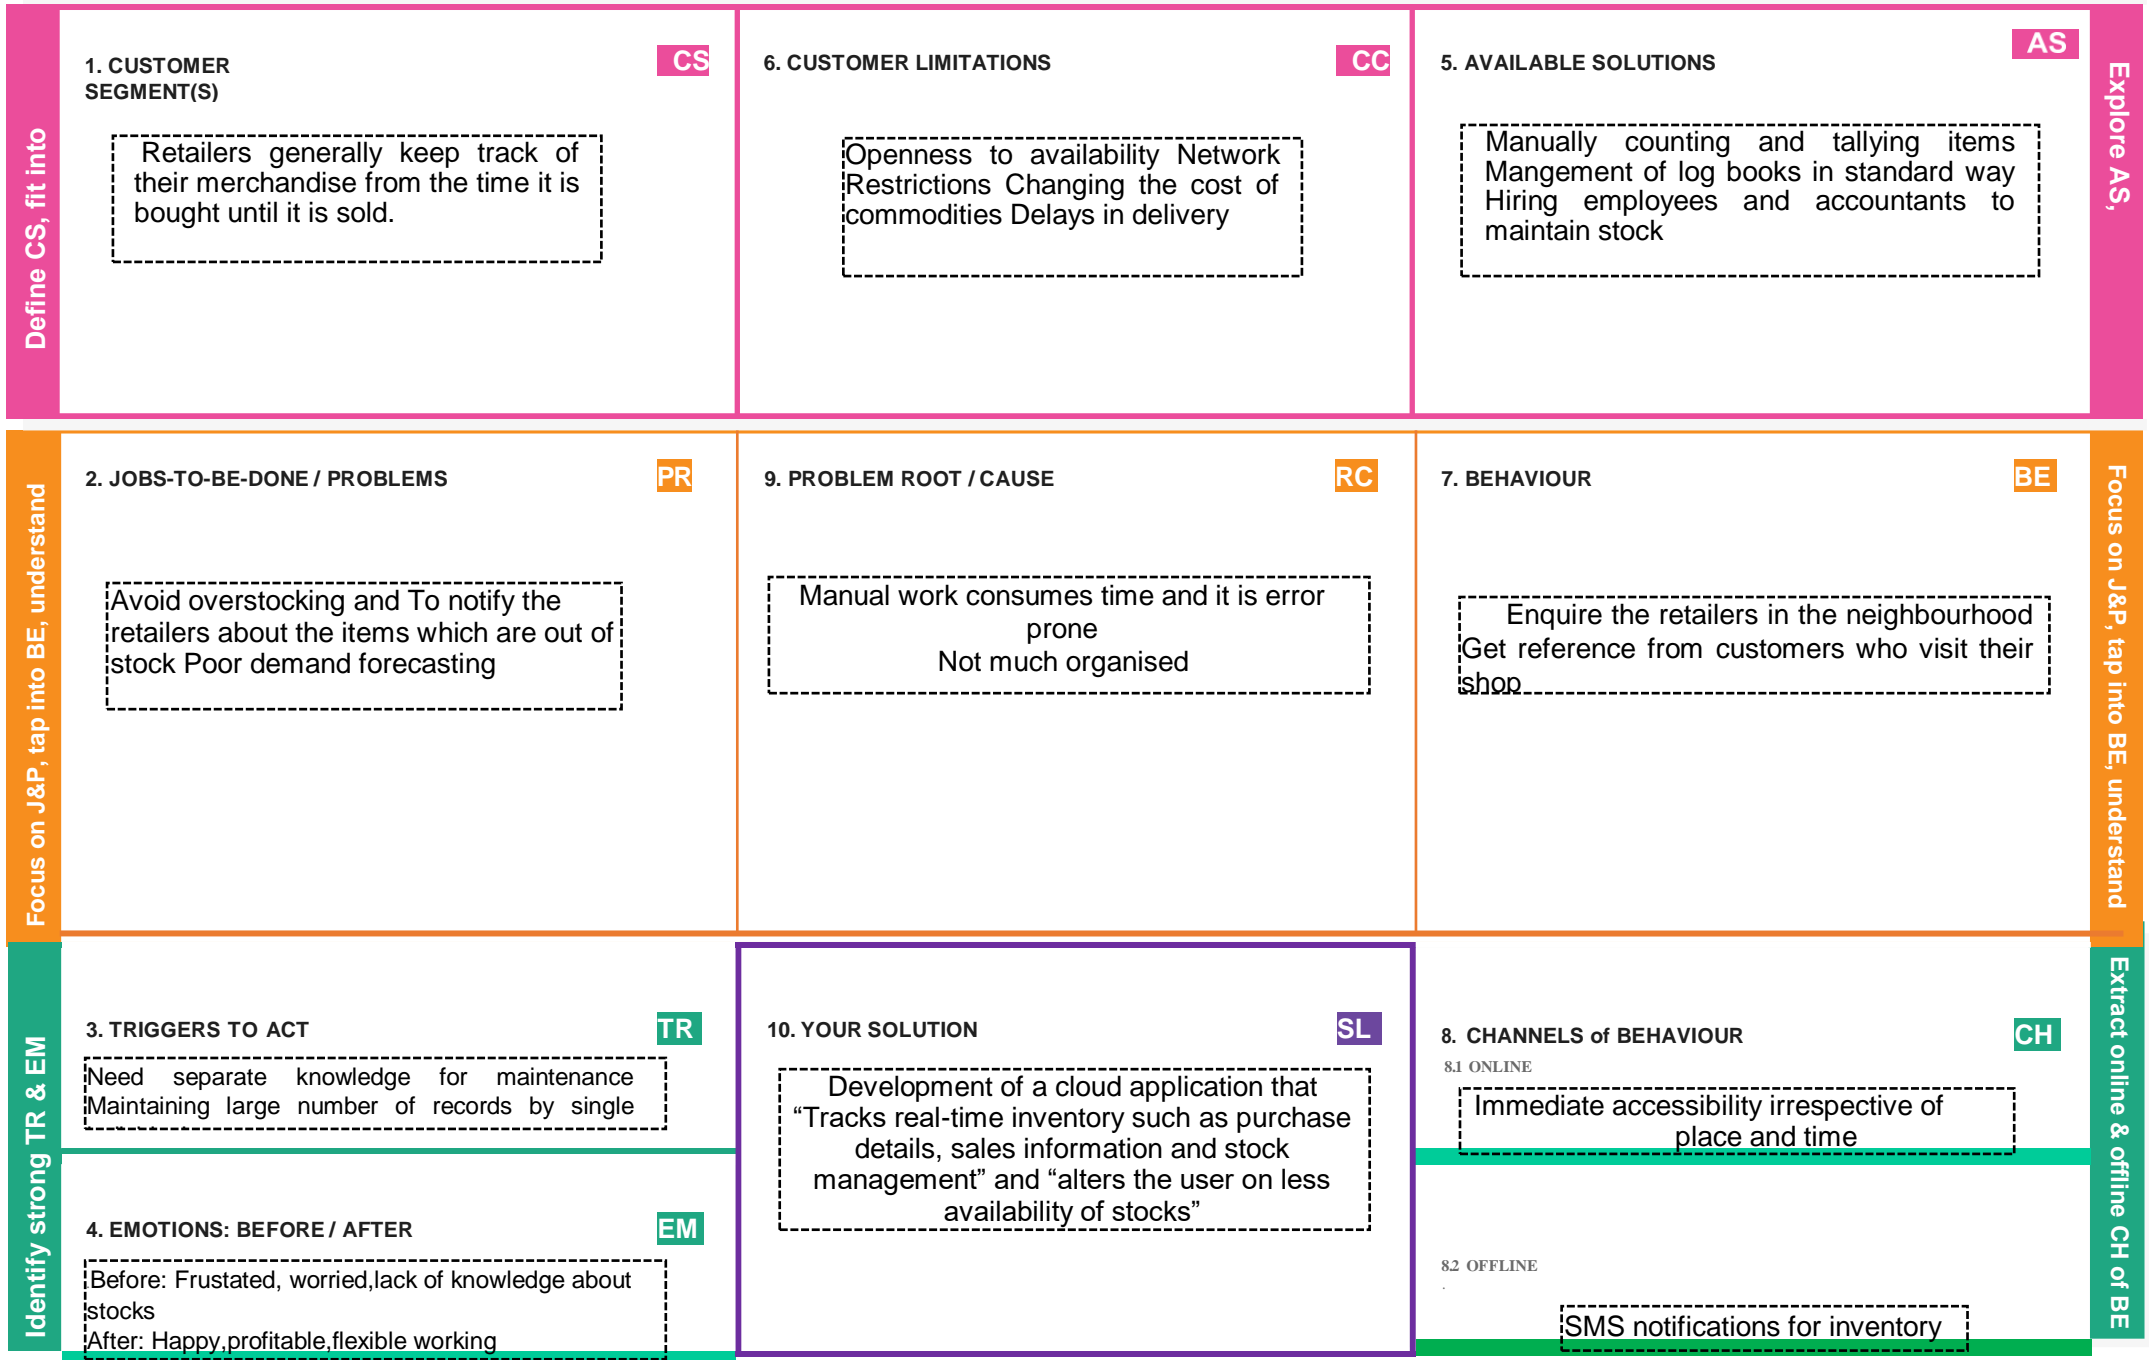 Define CS, fit into
1. CUSTOMER
SEGMENT(S)
CS
Retailers generally keep track of
their merchandise from the time it is
bought until it is sold.
6. CUSTOMER LIMITATIONS
CC
Openness to availability Network
Restrictions Changing the cost of
commodities Delays in delivery
5. AVAILABLE SOLUTIONS
AS
Manually counting and tallying items
Mangement of log books in standard way
Hiring employees and accountants to
maintain stock
Explore AS,
Focus on J&P, tap into BE, understand
2. JOBS-TO-BE-DONE / PROBLEMS
PR
Avoid overstocking and To notify the
retailers about the items which are out of
stock Poor demand forecasting
9. PROBLEM ROOT / CAUSE
RC
Manual work consumes time and it is error
prone
Not much organised
7. BEHAVIOUR
BE
Enquire the retailers in the neighbourhood
Get reference from customers who visit their
shop
Focus on J&P, tap into BE, understand
Identify strong TR & EM
3. TRIGGERS TO ACT
TR
Need separate knowledge for maintenance
Maintaining large number of records by single
4. EMOTIONS: BEFORE / AFTER
EM
Before: Frustated, worried,lack of knowledge about
stocks
After: Happy,profitable,flexible working
10. YOUR SOLUTION
SL
Development of a cloud application that
“Tracks real-time inventory such as purchase
details, sales information and stock
management” and “alters the user on less
availability of stocks”
8. CHANNELS of BEHAVIOUR
CH
8.1 ONLINE
Immediate accessibility irrespective of
place and time
8.2 OFFLINE
SMS notifications for inventory
Extract online & offline CH of BE